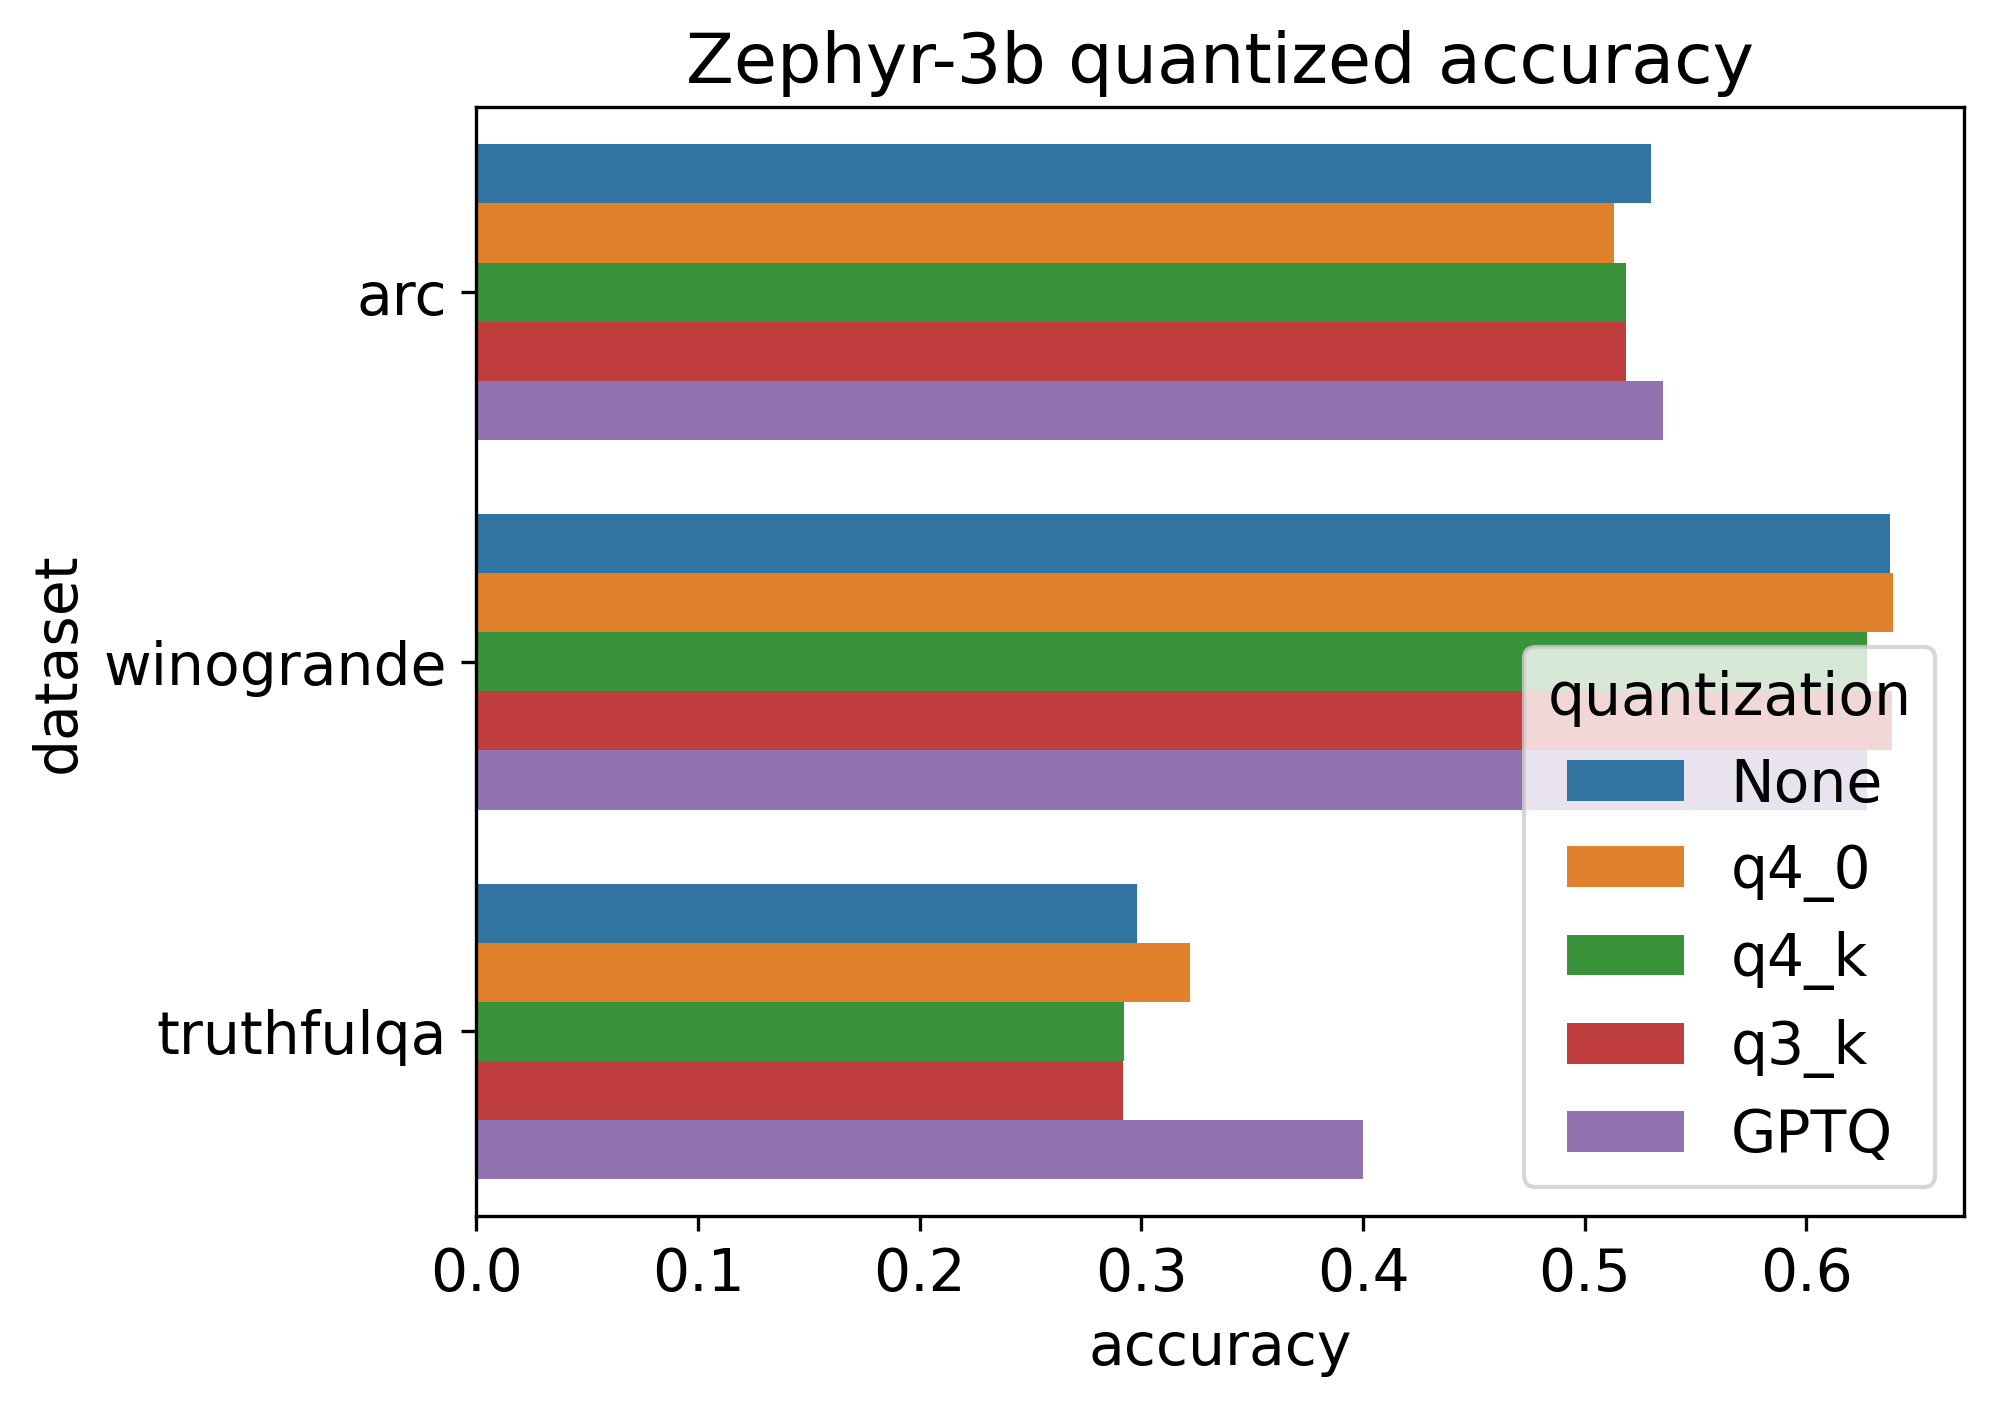 Zephyr-3b quantized accuracy
dataset
arc
winogrande
truthfulqa
quantization
None
q4_0
q4_k
q3_k
GPTQ
0.0 0.1 0.2 0.3 0.4 0.5 0.6
accuracy